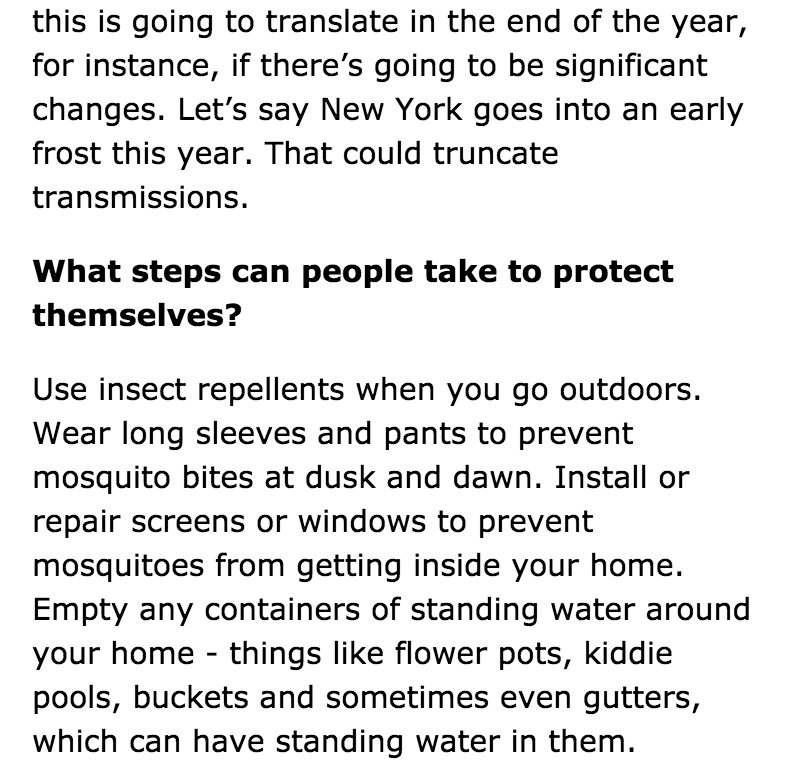 this is going to translate in the end of the year,
for instance, if there’s going to be significant
changes. Let’s say New York goes into an early
frost this year. That could truncate
transmissions.
What steps can people take to protect
themselves?
Use insect repellents when you go outdoors.
Wear long sleeves and pants to prevent
mosquito bites at dusk and dawn. Install or
repair screens or windows to prevent
mosquitoes from getting inside your home.
Empty any containers of standing water around
your home - things like flower pots, kiddie
pools, buckets and sometimes even gutters,
which can have standing water in them.